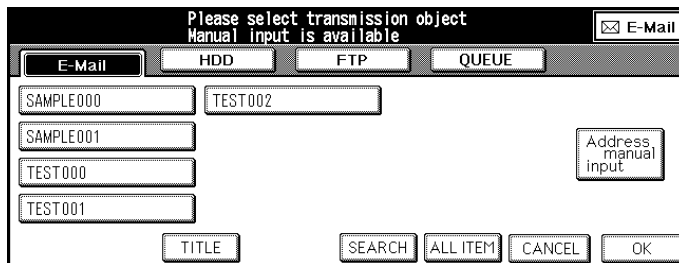 Please select transmission object
Manual input is available
E-Mail
E-Mail HDD FTP QUEUE
SAMPLE000 TEST002
SAMPLE001
TEST000
TEST001
Address
manual
input
TITLE SEARCH ALL ITEM CANCEL OK